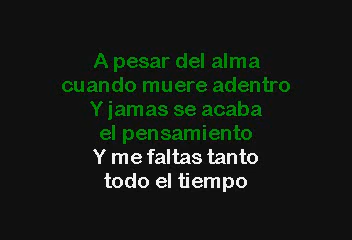 A pesar del alma
cuando muere adentro
Y jamas se acaba
el pensamiento
Y me faltas tanto
todo el tiempo